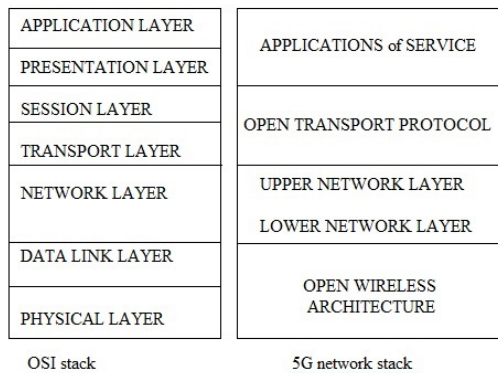 APPLICATION LAYER
PRESENTATION LAYER
SESSION LAYER
TRANSPORT LAYER
NETWORK LAYER
DATA LINK LAYER
PHYSICAL LAYER
OSI stack
APPLICATIONS of SERVICE
OPEN TRANSPORT PROTOCOL
UPPER NETWORK LAYER
LOWER NETWORK LAYER
OPEN WIRELESS
ARCHITECTURE
5G network stack